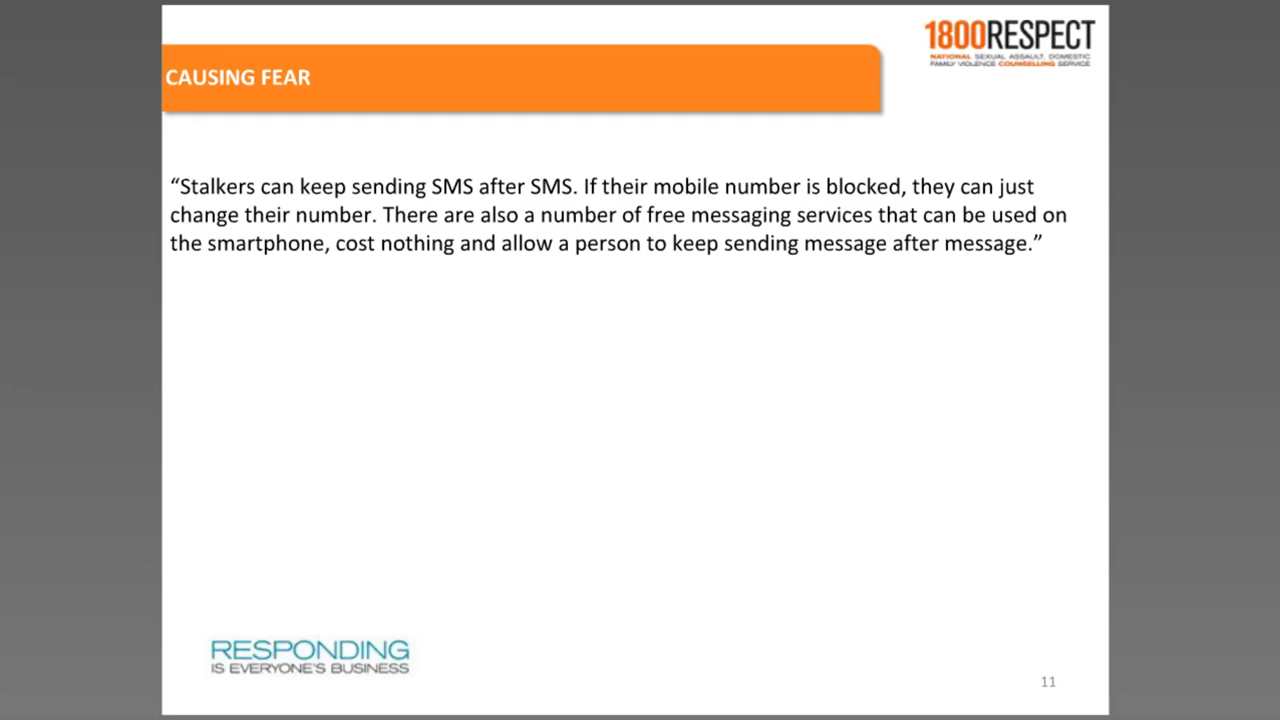 1800RESPECT
NATIONAL SEXUAL ASSAULT, DOMESTIC
FAMILY VIOLENCE COUNSELLING SERVICE
CAUSING FEAR
“Stalkers can keep sending SMS after SMS. If their mobile number is blocked, they can just
change their number. There are also a number of free messaging services that can be used on
the smartphone, cost nothing and allow a person to keep sending message after message.”
RESPONDING
IS EVERYONE'S BUSINESS
11